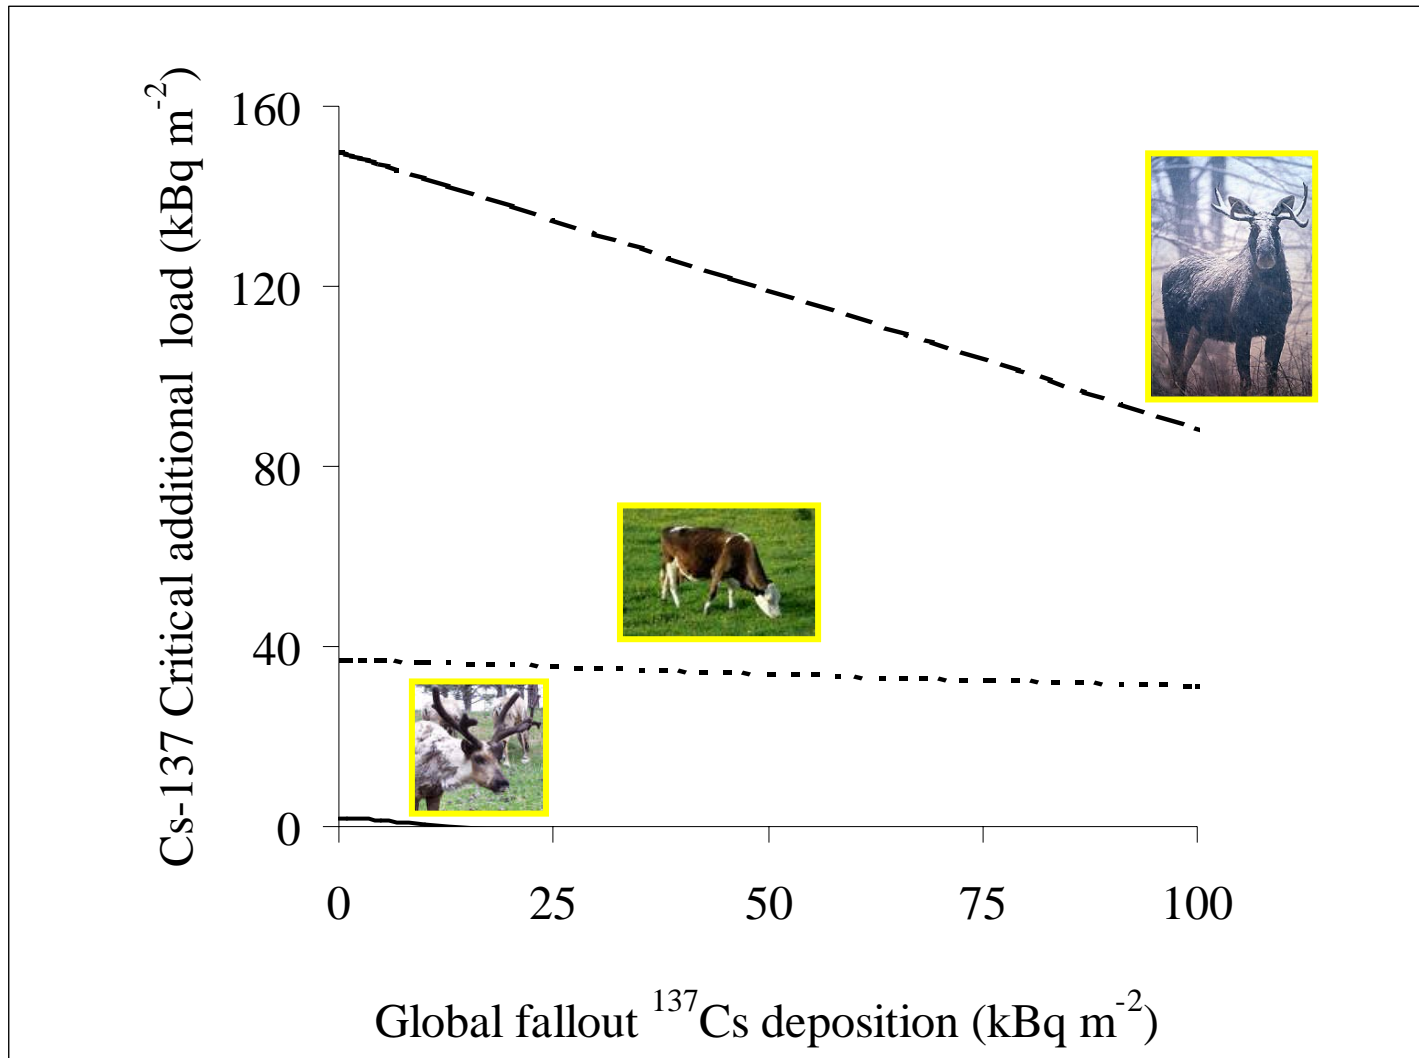 Cs-137 Critical additional load (kBq m-2)
160
120
80
40
0
0 25 50 75 100
Global fallout 137Cs deposition (kBq m-2)